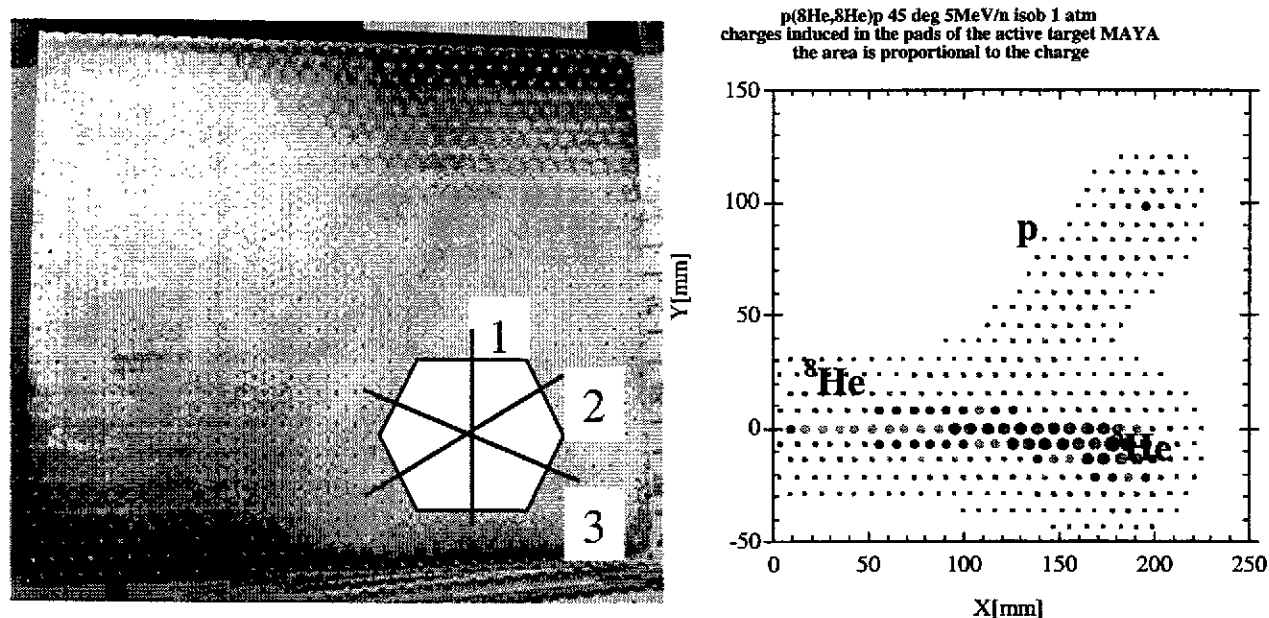 p(8He,8He)p 45 deg 5MeV/n isob 1 atm
charges induced in the pads of the active target MAYA
the area is proportional to the charge
1
2
3
150
100
50
0
-50
Y[mm]
p
8He
He
0
50
100
150
200
250
X[mm]